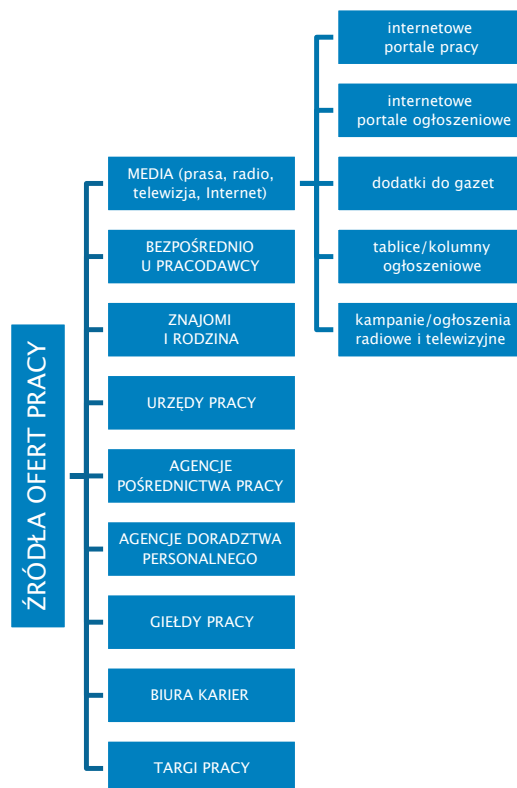 ŹRÓDŁA OFERT PRACY
MEDIA (prasa, radio,
telewizja, Internet)
internetowe
portale pracy
internetowe
portale ogłoszeniowe
dodatki do gazet
tablice/kolumny
ogłoszeniowe
kampanie/ogłoszenia
radiowe i telewizyjne
BEZPOŚREDNIO
U PRACODAWCY
ZNAJOMI
I RODZINA
URZĘDY PRACY
AGENCJE
POŚREDNICTWA PRACY
AGENCJE DORADZTWA
PERSONALNEGO
GIEŁDY PRACY
BIURA KARIER
TARGI PRACY